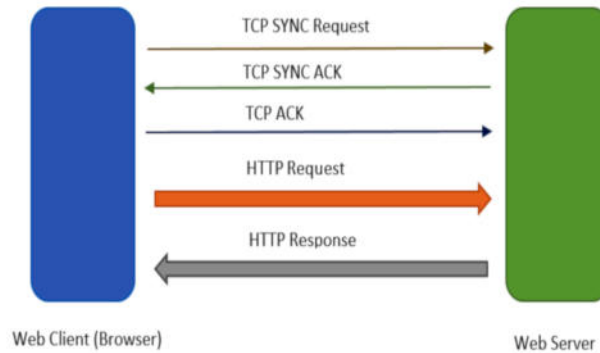 TCP SYNC Request
TCP SYNC ACK
TCP ACK
HTTP Request
HTTP Response
Web Client (Browser)
Web Server